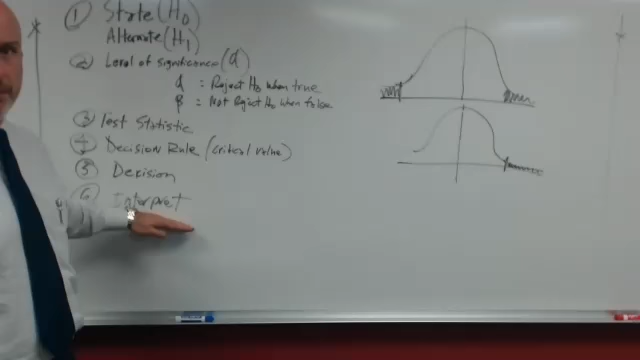 ① State (H₀)
Alternate (H₁)
② Level of significance (α)
α = Reject H₀ when true
β = Not Reject H₀ when false
③ Test Statistic
④ Decision Rule (critical value)
⑤ Decision
⑥ Interpret